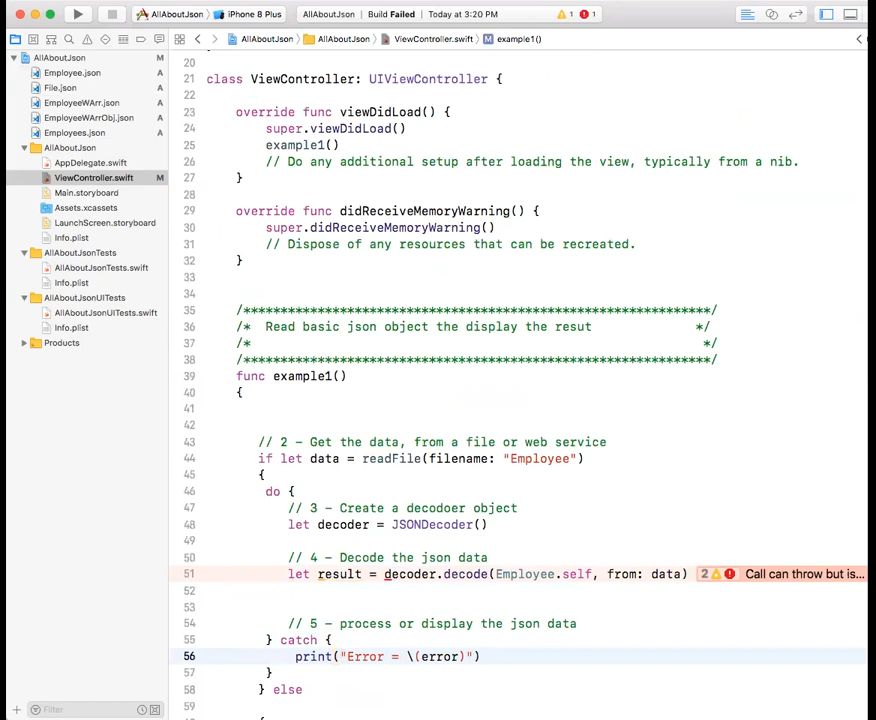 AllAboutJson iPhone 8 Plus AllAboutJson | Build Failed | Today at 3:20 PM 1 1
AllAboutJson AllAboutJson ViewController.swift M example1()
AllAboutJson M
Employee.json A
File.json A
EmployeeWArr.json A
EmployeeWArrObj.json A
Employees.json A
AllAboutJson
AppDelegate.swift
ViewController.swift M
Main.storyboard
Assets.xcassets
LaunchScreen.storyboard
Info.plist
AllAboutJsonTests
AllAboutJsonTests.swift
Info.plist
AllAboutJsonUITests
AllAboutJsonUITests.swift
Info.plist
Products
Filter
20
21 class ViewController: UIViewController {
22
23 override func viewDidLoad() {
24 super.viewDidLoad()
25 example1()
26 // Do any additional setup after loading the view, typically from a nib.
27 }
28
29 override func didReceiveMemoryWarning() {
30 super.didReceiveMemoryWarning()
31 // Dispose of any resources that can be recreated.
32 }
33
34
35 /****************************************************************/
36 /* Read basic json object the display the resut */
37 /* */
38 /****************************************************************/
39 func example1()
40 {
41
42
43 // 2 - Get the data, from a file or web service
44 if let data = readFile(filename: "Employee")
45 {
46 do {
47 // 3 - Create a decodoer object
48 let decoder = JSONDecoder()
49
50 // 4 - Decode the json data
51 let result = decoder.decode(Employee.self, from: data) 2 Call can throw but is...
52
53
54 // 5 - process or display the json data
55 } catch {
56 print("Error = \(error)")
57 }
58 } else
59 {